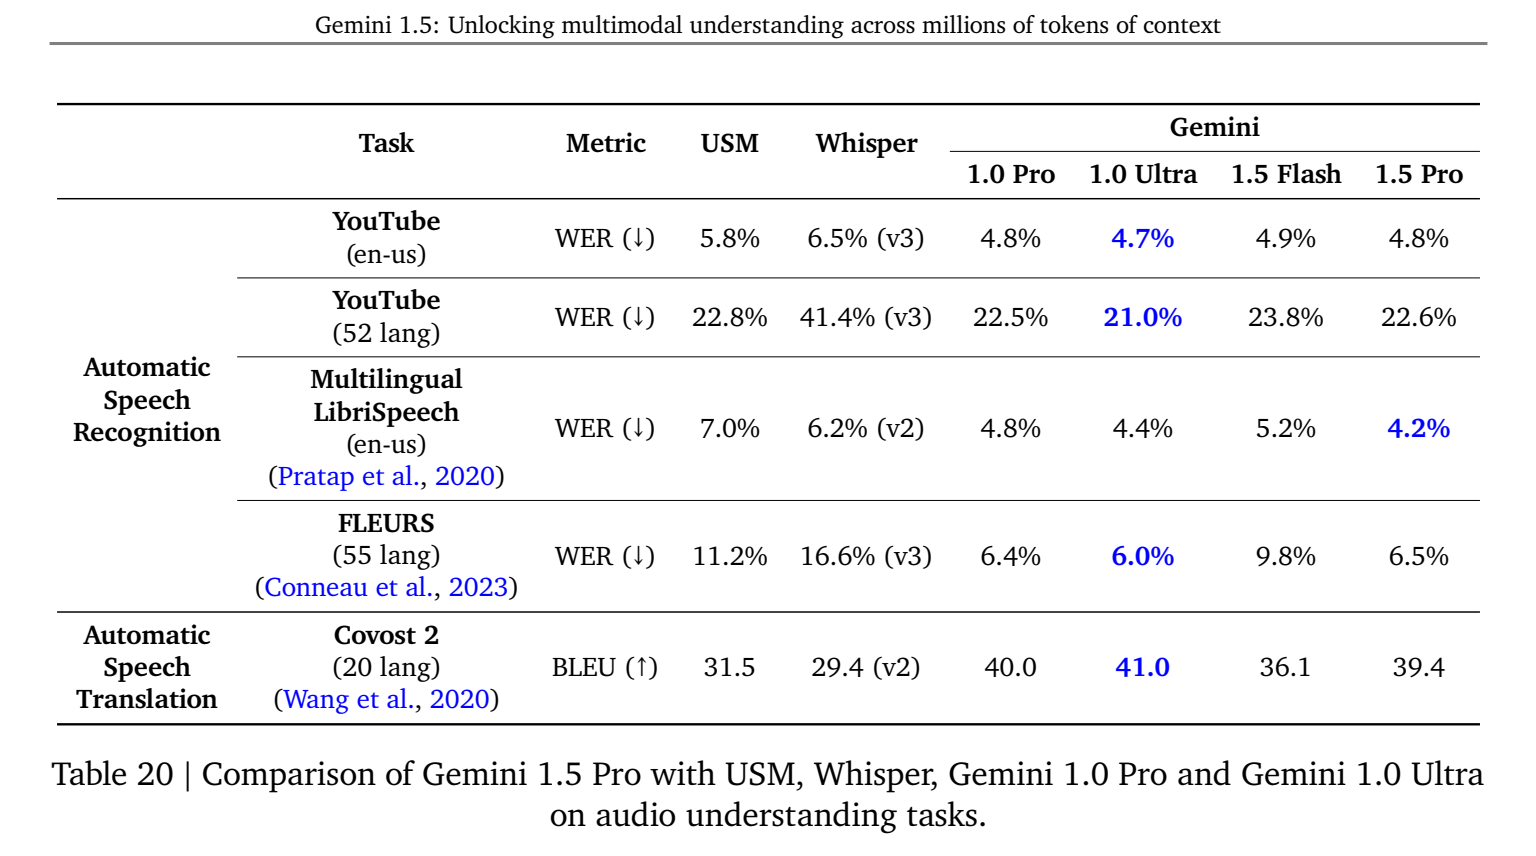 Gemini 1.5: Unlocking multimodal understanding across millions of tokens of context
Task Metric USM Whisper Gemini
1.0 Pro 1.0 Ultra 1.5 Flash 1.5 Pro
Automatic
Speech
Recognition
YouTube
(en-us)
WER (↓) 5.8% 6.5% (v3) 4.8% 4.7% 4.9% 4.8%
YouTube
(52 lang)
WER (↓) 22.8% 41.4% (v3) 22.5% 21.0% 23.8% 22.6%
Multilingual
LibriSpeech
(en-us)
(Pratap et al., 2020)
WER (↓) 7.0% 6.2% (v2) 4.8% 4.4% 5.2% 4.2%
FLEURS
(55 lang)
(Conneau et al., 2023)
WER (↓) 11.2% 16.6% (v3) 6.4% 6.0% 9.8% 6.5%
Automatic
Speech
Translation
Covost 2
(20 lang)
(Wang et al., 2020)
BLEU (↑) 31.5 29.4 (v2) 40.0 41.0 36.1 39.4
Table 20 | Comparison of Gemini 1.5 Pro with USM, Whisper, Gemini 1.0 Pro and Gemini 1.0 Ultra
on audio understanding tasks.